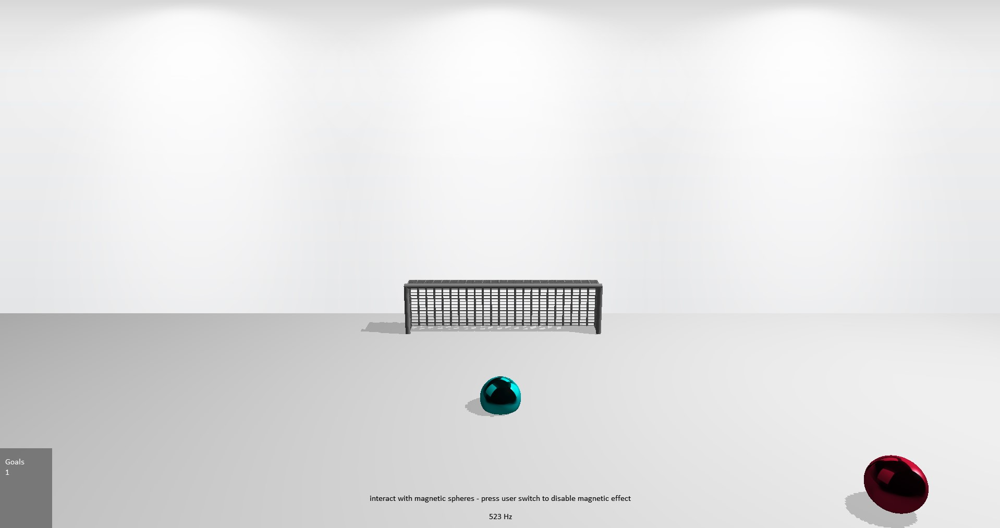 Goals
1
interact with magnetic spheres - press user switch to disable magnetic effect
523 Hz